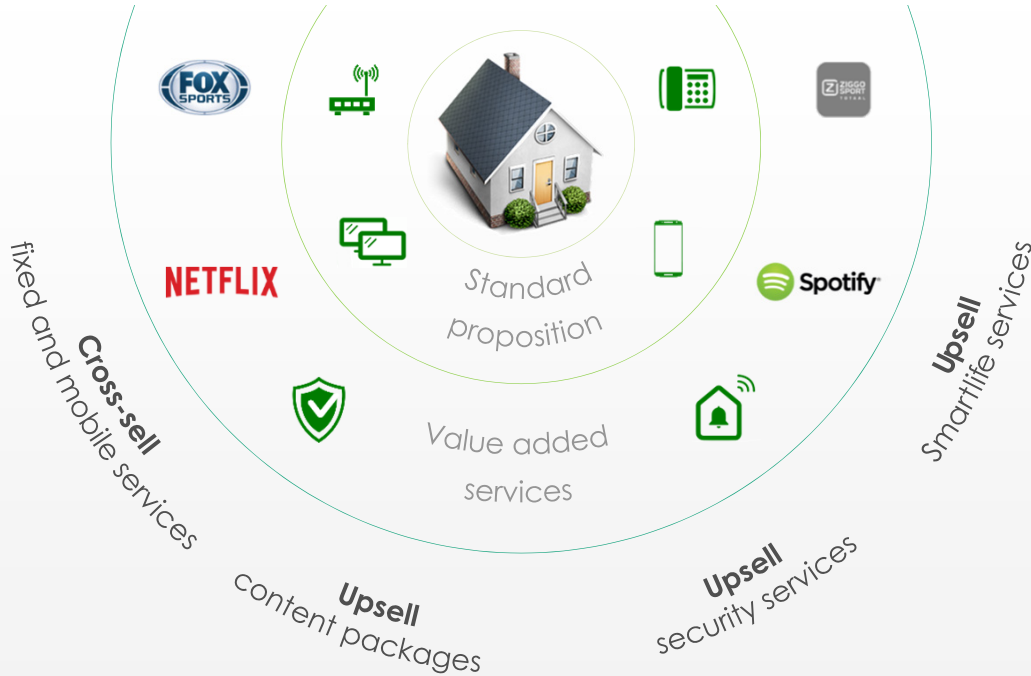 FOX
SPORTS
Z ZIGGO
SPORT
TOTAAL
NETFLIX
Spotify
Standard
proposition
Value added
services
Cross-sell
fixed and mobile services
Upsell
content packages
Upsell
security services
Upsell
Smartlife services